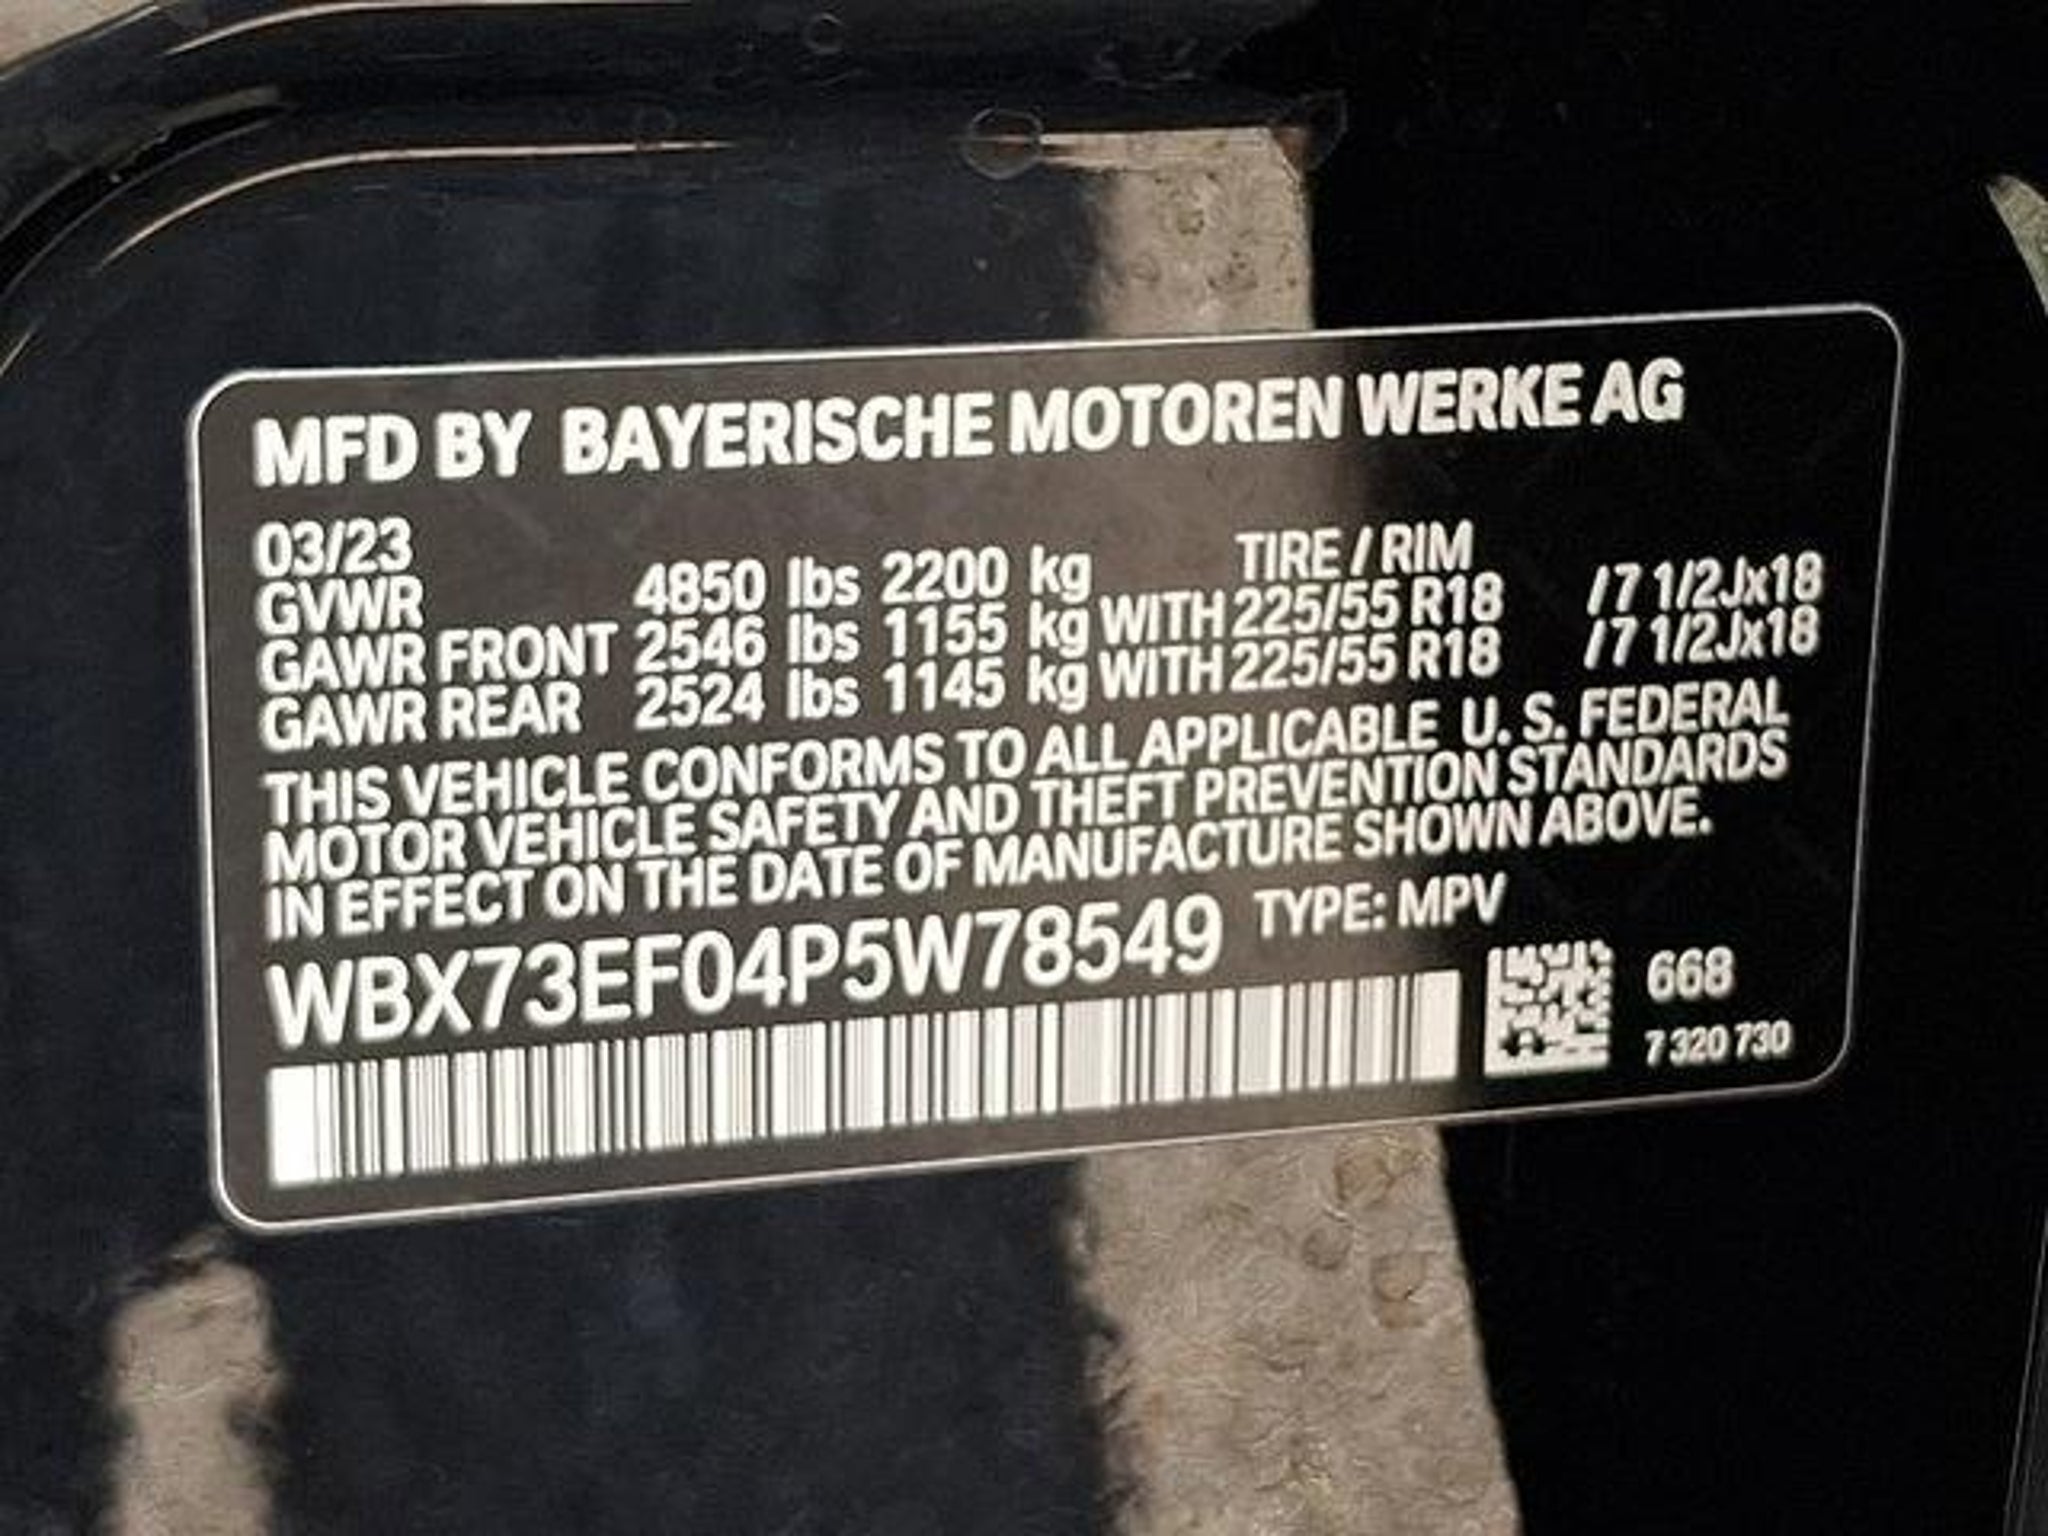 MFD BY BAYERISCHE MOTOREN WERKE AG
03/23 TIRE / RIM
GVWR 4850 lbs 2200 kg
GAWR FRONT 2546 lbs 1155 kg WITH 225/55 R18 /7 1/2Jx18
GAWR REAR 2524 lbs 1145 kg WITH 225/55 R18 /7 1/2Jx18
THIS VEHICLE CONFORMS TO ALL APPLICABLE U. S. FEDERAL
MOTOR VEHICLE SAFETY AND THEFT PREVENTION STANDARDS
IN EFFECT ON THE DATE OF MANUFACTURE SHOWN ABOVE.
WBX73EF04P5W78549 TYPE: MPV
668
7 320 730